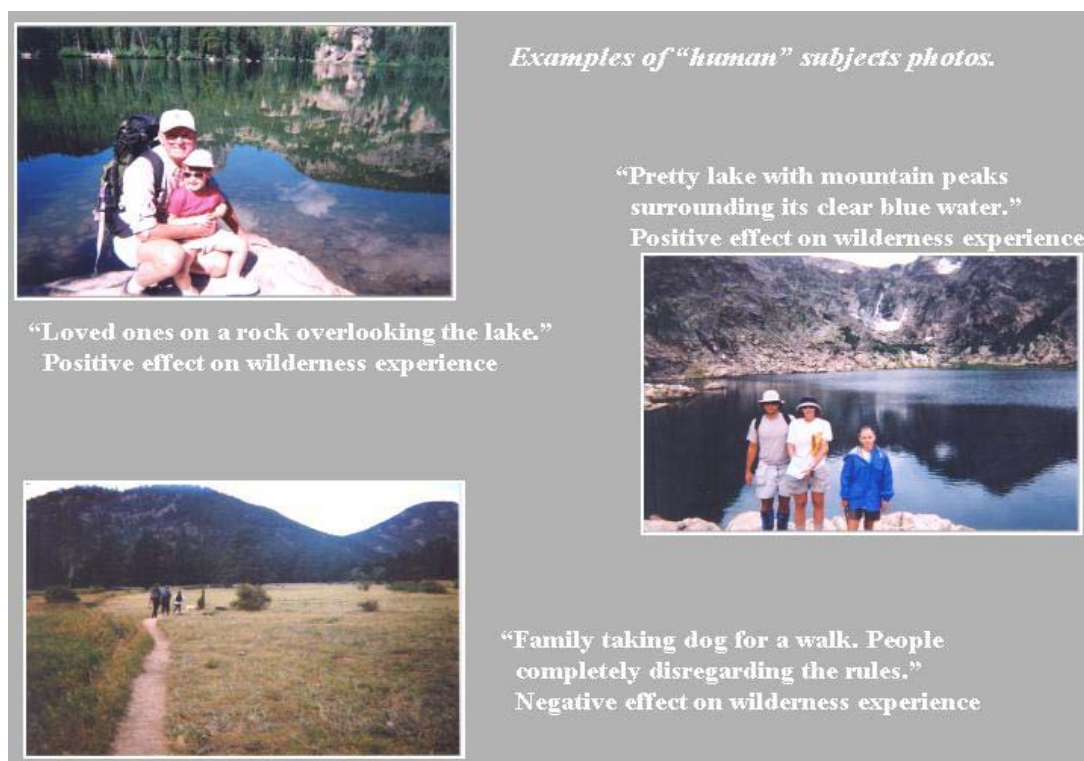 Examples of “human” subjects photos.
“Pretty lake with mountain peaks
surrounding its clear blue water.”
Positive effect on wilderness experience
“Loved ones on a rock overlooking the lake.”
Positive effect on wilderness experience
“Family taking dog for a walk. People
completely disregarding the rules.”
Negative effect on wilderness experience